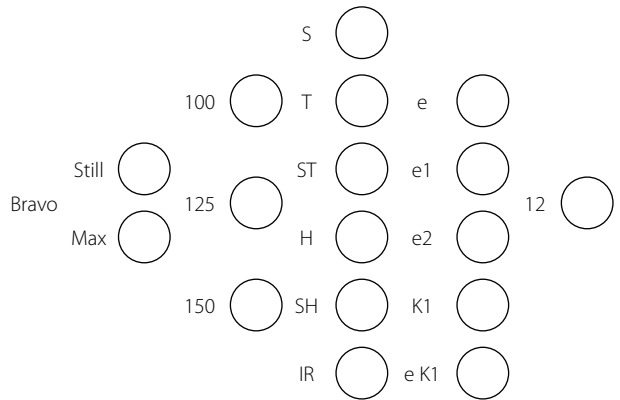 S
100 T e
Still ST e1
Bravo 125 12
Max H e2
150 SH K1
IR e K1